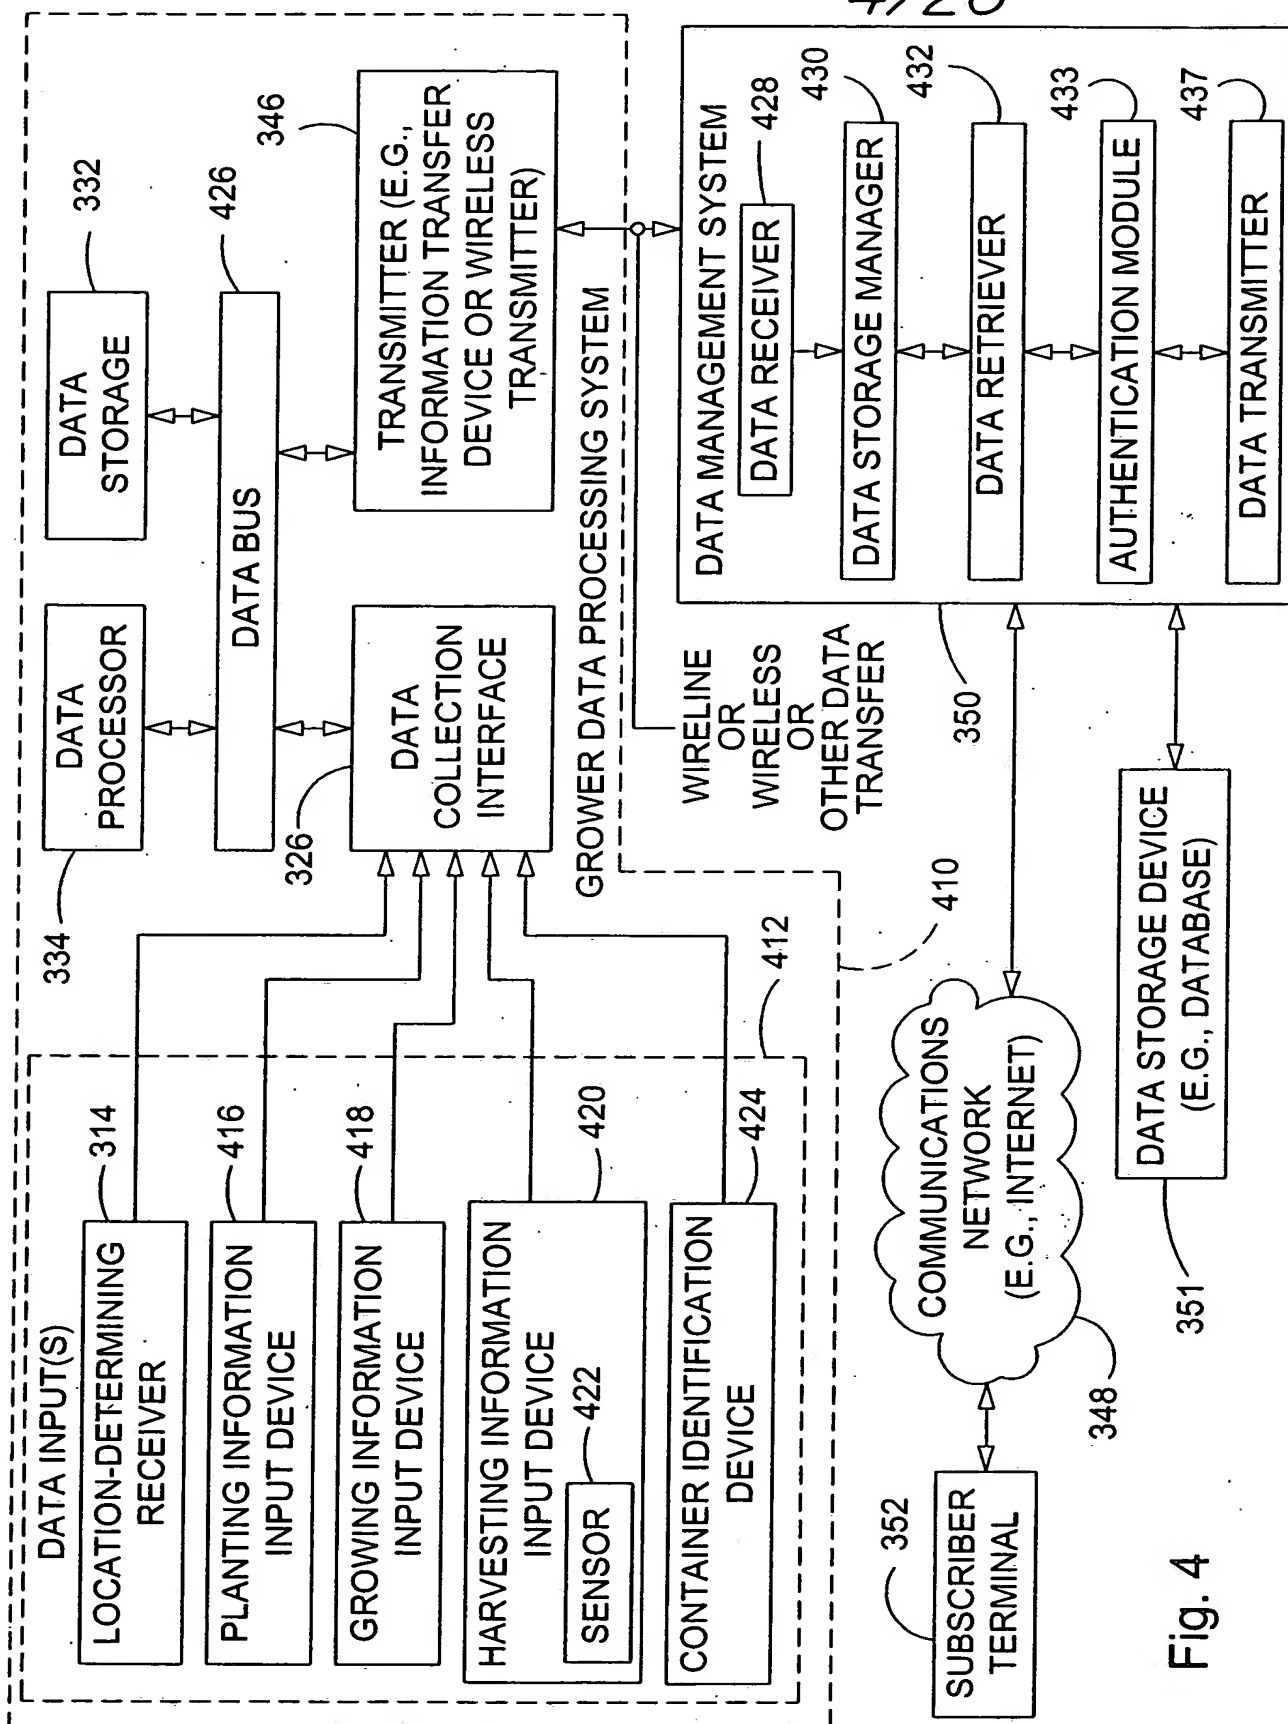 4/20
DATA INPUT(S)
LOCATION-DETERMINING
RECEIVER
314
PLANTING INFORMATION
INPUT DEVICE
416
GROWING INFORMATION
INPUT DEVICE
418
HARVESTING INFORMATION
INPUT DEVICE
420
SENSOR
422
CONTAINER IDENTIFICATION
DEVICE
424
412
410
334
DATA
PROCESSOR
DATA
STORAGE
332
DATA BUS
426
326
DATA
COLLECTION
INTERFACE
TRANSMITTER (E.G.,
INFORMATION TRANSFER
DEVICE OR WIRELESS
TRANSMITTER)
346
GROWER DATA PROCESSING SYSTEM
WIRELINE
OR
WIRELESS
OR
OTHER DATA
TRANSFER
350
DATA MANAGEMENT SYSTEM
DATA RECEIVER
428
DATA STORAGE MANAGER
430
DATA RETRIEVER
432
AUTHENTICATION MODULE
433
DATA TRANSMITTER
437
352
SUBSCRIBER
TERMINAL
COMMUNICATIONS
NETWORK
(E.G., INTERNET)
348
351
DATA STORAGE DEVICE
(E.G., DATABASE)
Fig. 4